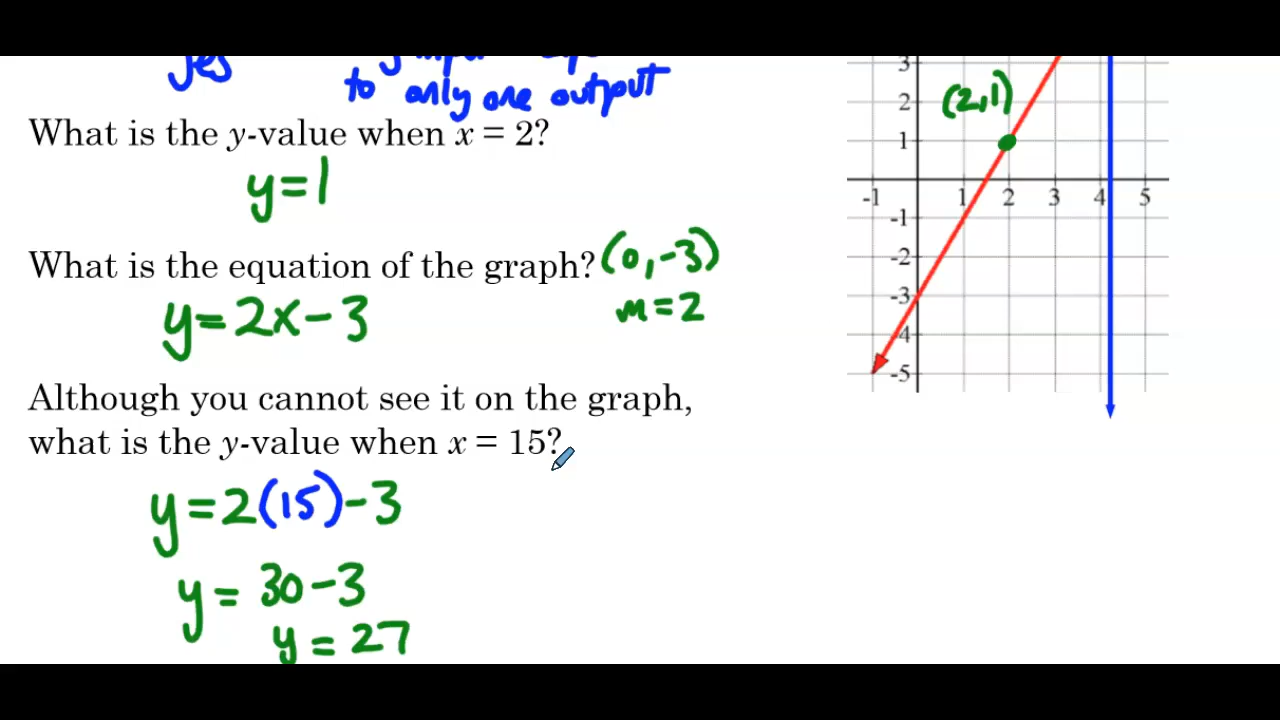 yes
to only one output
What is the y-value when x = 2?
y=1
What is the equation of the graph? (0,-3)
y=2x-3 m=2
Although you cannot see it on the graph,
what is the y-value when x = 15?
y=2(15)-3
y= 30-3
y=27
3
(2,1)
2
1
-1 1 2 3 4 5
-1
-2
-3
-4
-5